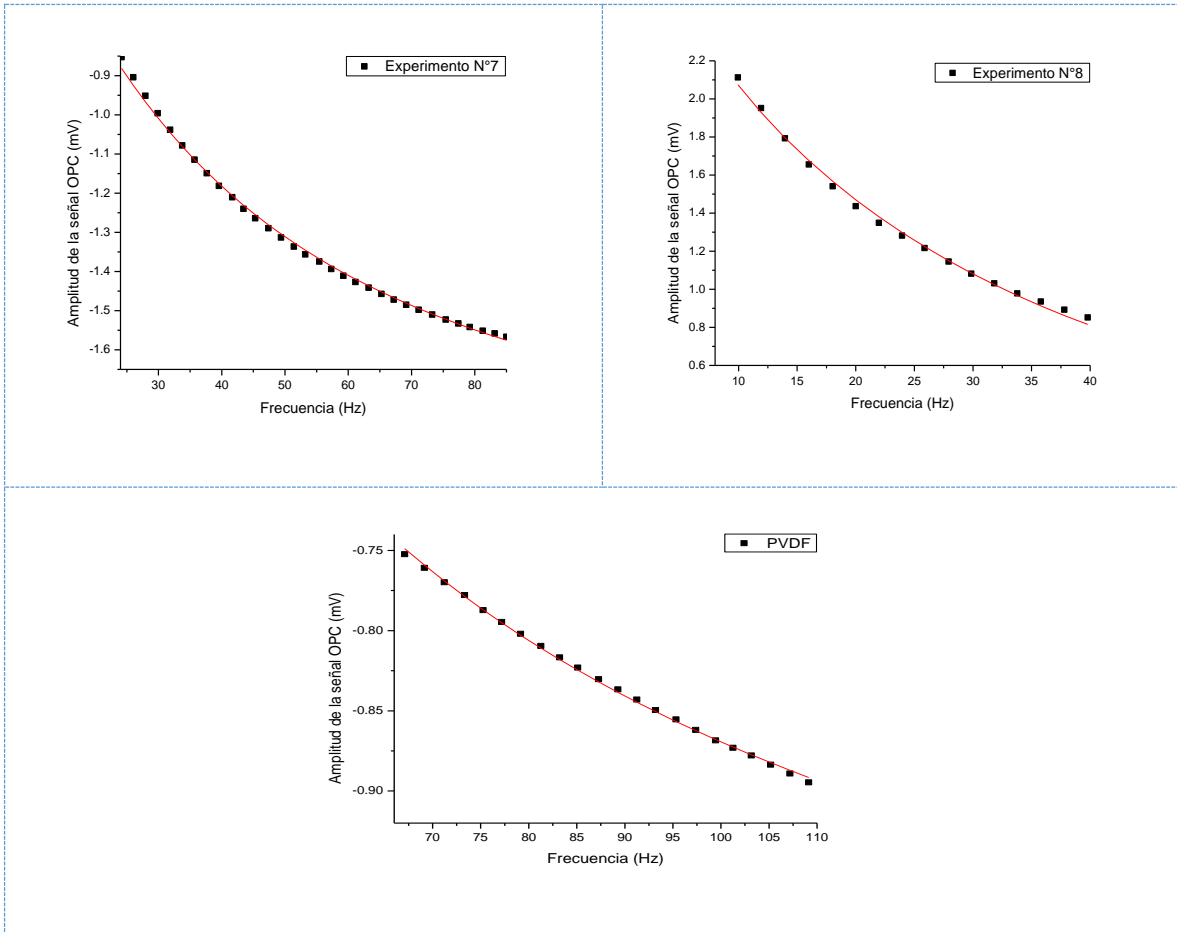 Experimento N°7
Amplitud de la señal OPC (mV)
-0.9
-1.0
-1.1
-1.2
-1.3
-1.4
-1.5
-1.6
30 40 50 60 70 80
Frecuencia (Hz)
Experimento N°8
Amplitud de la señal OPC (mV)
2.2
2.0
1.8
1.6
1.4
1.2
1.0
0.8
0.6
10 15 20 25 30 35 40
Frecuencia (Hz)
PVDF
Amplitud de la señal OPC (mV)
-0.75
-0.80
-0.85
-0.90
70 75 80 85 90 95 100 105 110
Frecuencia (Hz)